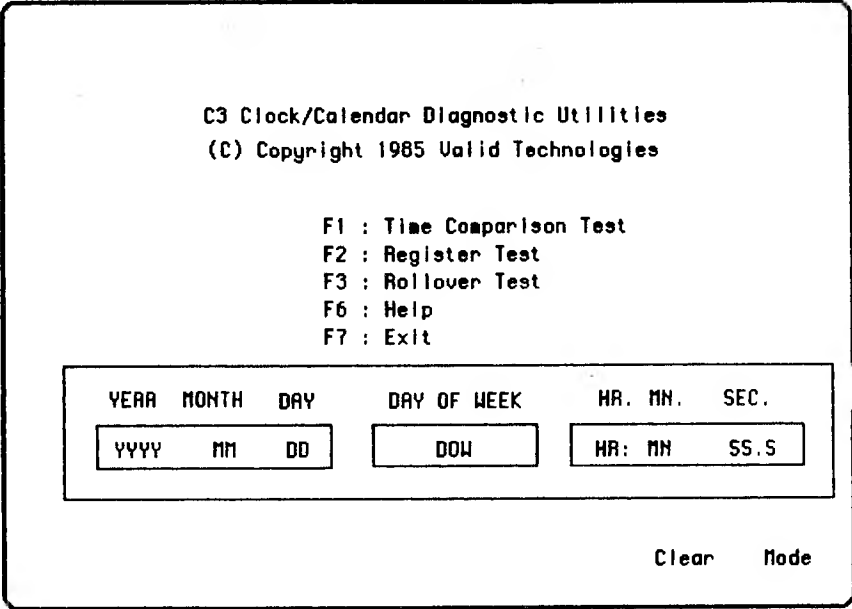 C3 Clock/Calendar Diagnostic Utilities
(C) Copyright 1985 Valid Technologies
F1 : Time Comparison Test
F2 : Register Test
F3 : Rollover Test
F6 : Help
F7 : Exit
YEAR MONTH DAY DAY OF WEEK HR. MN. SEC.
YYYY MM DD DOW HR: MN SS.S
Clear Mode